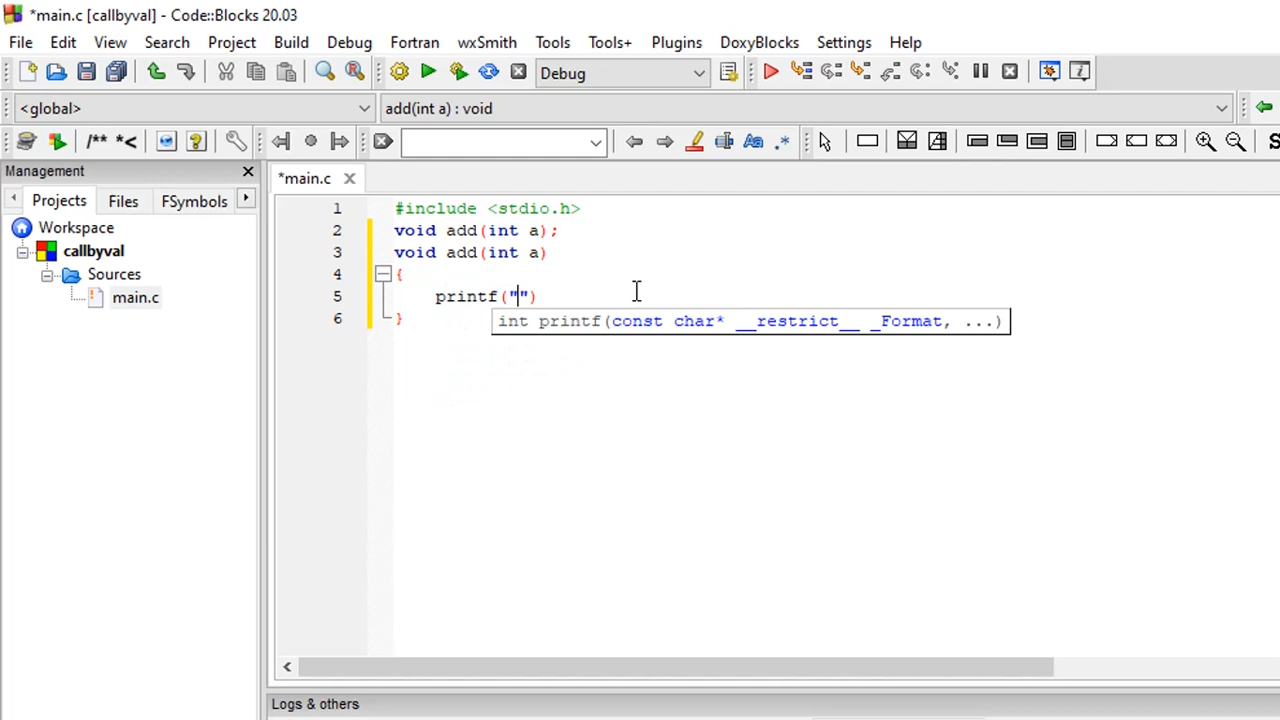 *main.c [callbyval] - Code::Blocks 20.03
File Edit View Search Project Build Debug Fortran wxSmith Tools Tools+ Plugins DoxyBlocks Settings Help
Debug
<global> add(int a) : void
/** *<
Aa .*
S
Management
*main.c
Projects Files FSymbols
Workspace
callbyval
Sources
main.c
1 #include <stdio.h>
2 void add(int a);
3 void add(int a)
4 {
5 printf("")
int printf(const char* __restrict__ _Format, ...)
6 }
Logs & others